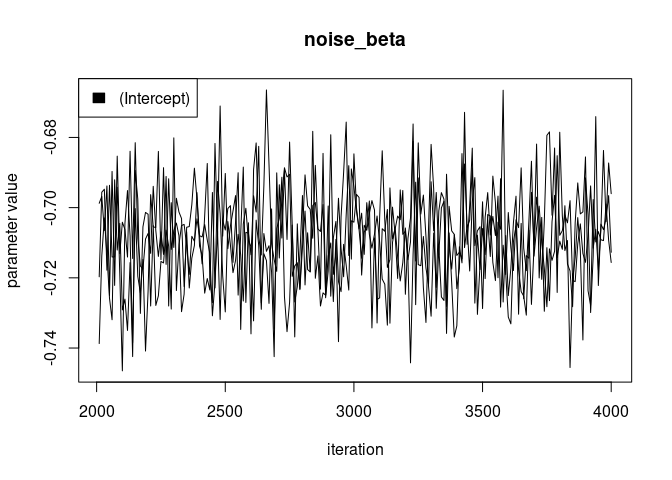 noise_beta
(Intercept)
parameter value
-0.68
-0.70
-0.72
-0.74
2000 2500 3000 3500 4000
iteration